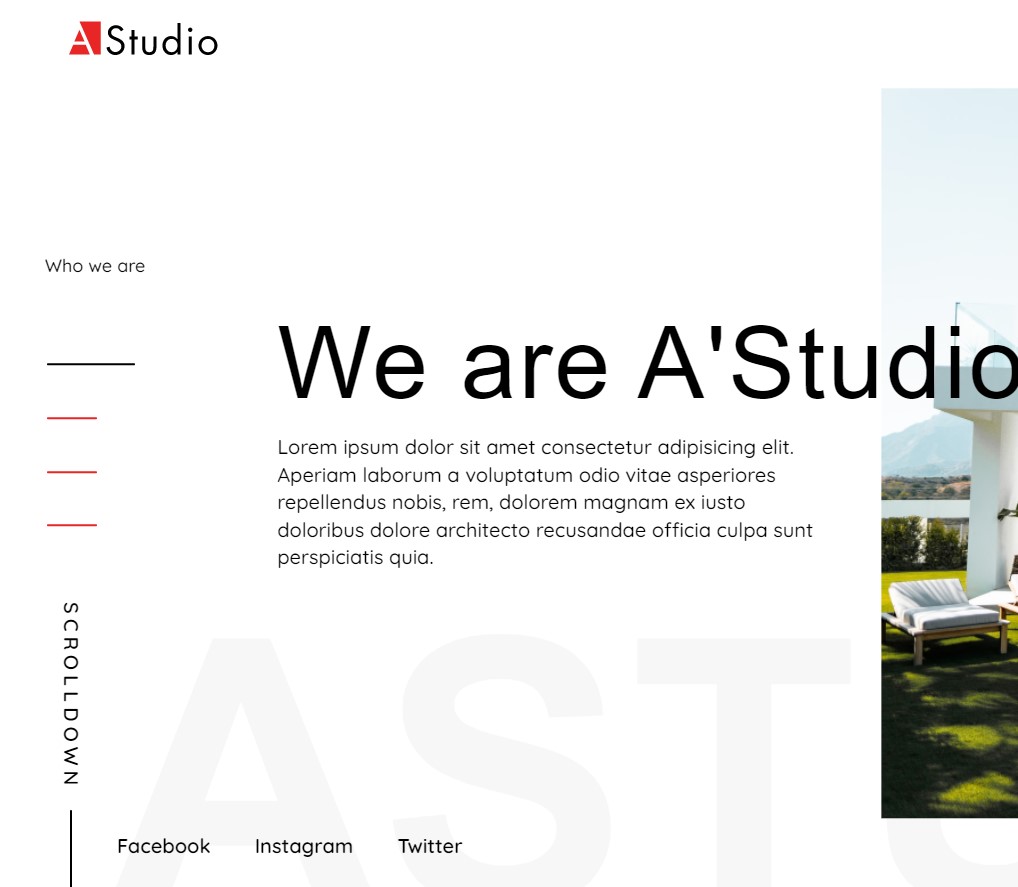 AStudio
Who we are
We are A'Studio
Lorem ipsum dolor sit amet consectetur adipisicing elit.
Aperiam laborum a voluptatum odio vitae asperiores
repellendus nobis, rem, dolorem magnam ex iusto
doloribus dolore architecto recusandae officia culpa sunt
perspiciatis quia.
SCROLLDOWN
ASTU
Facebook Instagram Twitter